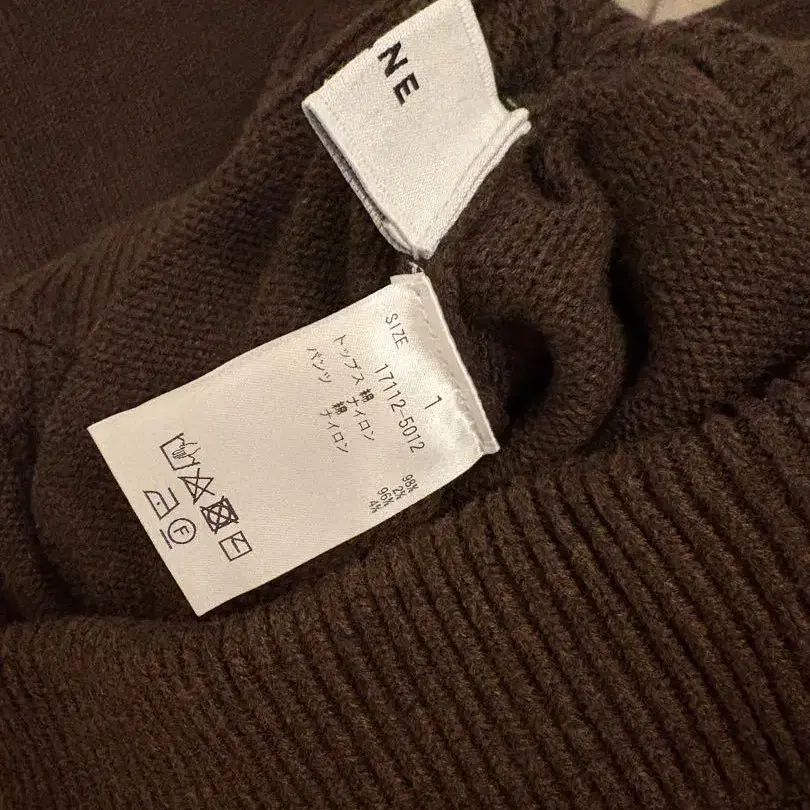 NE
SIZE 1
17112-5012
トップス 綿 98%
ナイロン 2%
パンツ 綿 96%
ナイロン 4%
F